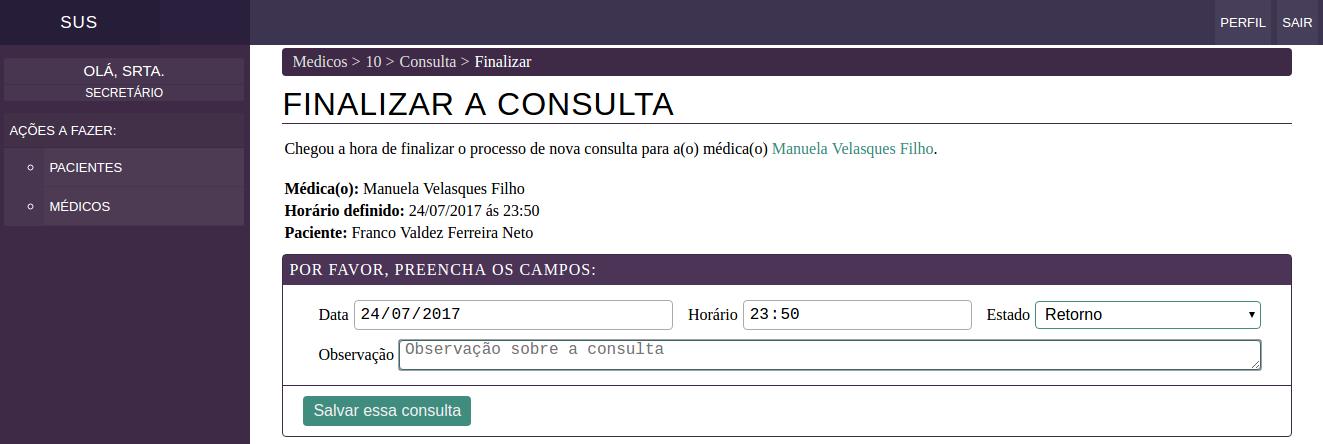 SUS
PERFIL SAIR
OLÁ, SRTA.
SECRETÁRIO
AÇÕES A FAZER:
PACIENTES
MÉDICOS
Medicos > 10 > Consulta > Finalizar
FINALIZAR A CONSULTA
Chegou a hora de finalizar o processo de nova consulta para a(o) médica(o) Manuela Velasques Filho.
Médica(o): Manuela Velasques Filho
Horário definido: 24/07/2017 ás 23:50
Paciente: Franco Valdez Ferreira Neto
POR FAVOR, PREENCHA OS CAMPOS:
Data 24/07/2017 Horário 23:50 Estado Retorno
Observação Observação sobre a consulta
Salvar essa consulta